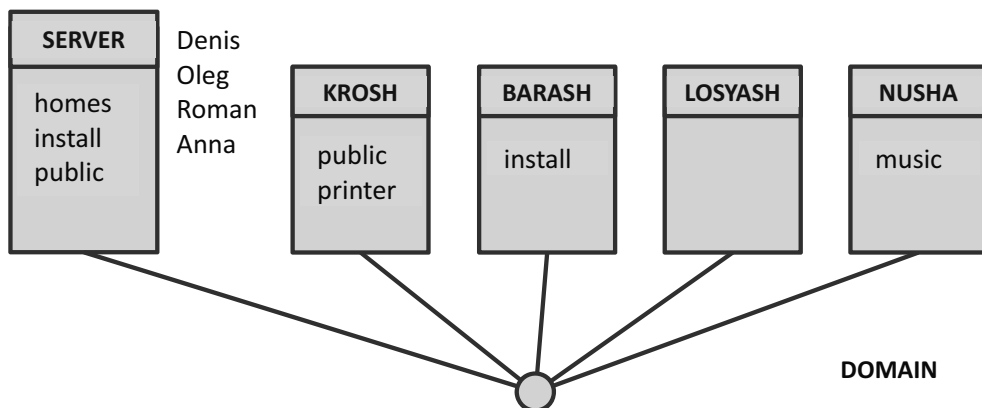 SERVER
homes
install
public
Denis
Oleg
Roman
Anna
KROSH
public
printer
BARASH
install
LOSYASH
NUSHA
music
DOMAIN